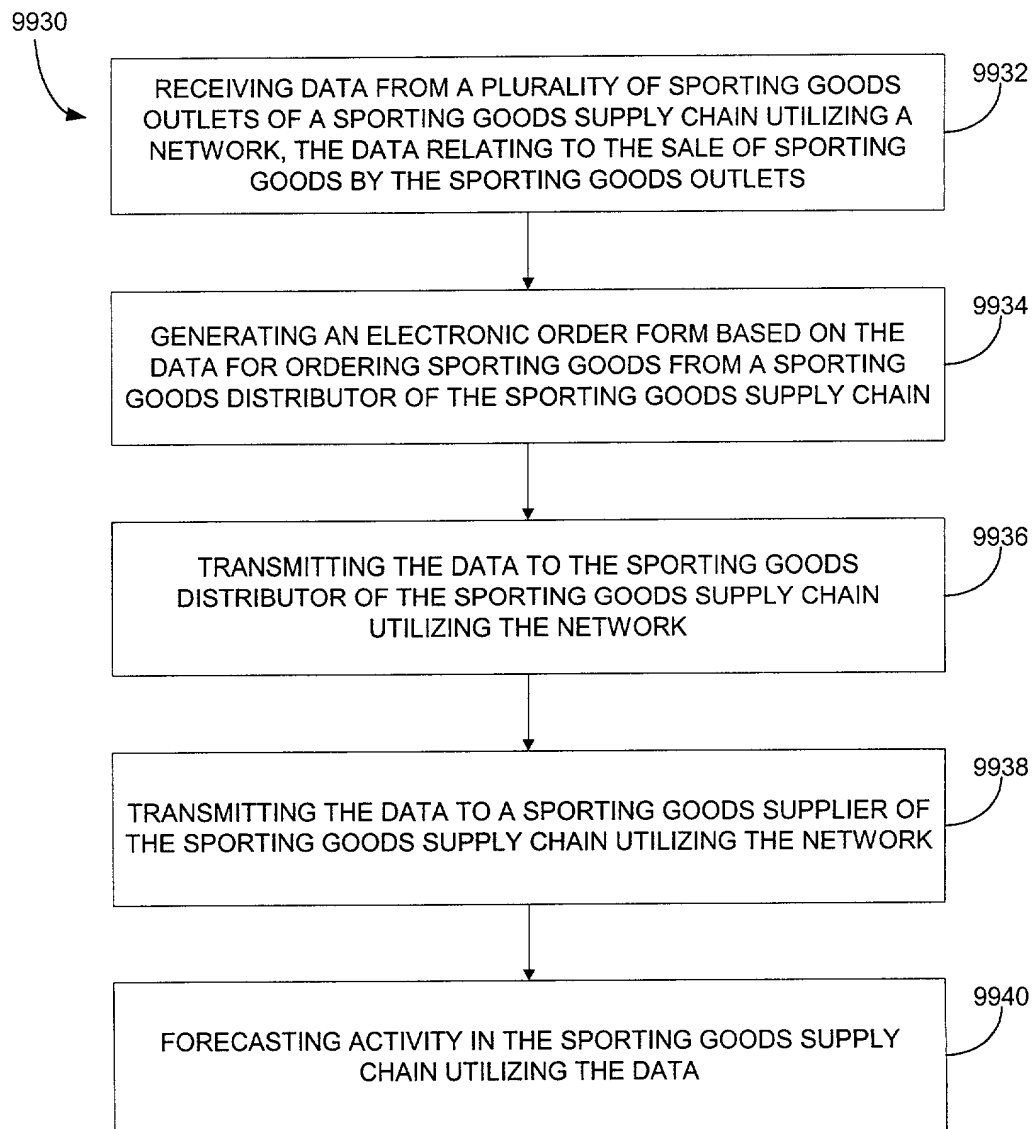 9930
RECEIVING DATA FROM A PLURALITY OF SPORTING GOODS
OUTLETS OF A SPORTING GOODS SUPPLY CHAIN UTILIZING A
NETWORK, THE DATA RELATING TO THE SALE OF SPORTING
GOODS BY THE SPORTING GOODS OUTLETS
9932
GENERATING AN ELECTRONIC ORDER FORM BASED ON THE
DATA FOR ORDERING SPORTING GOODS FROM A SPORTING
GOODS DISTRIBUTOR OF THE SPORTING GOODS SUPPLY CHAIN
9934
TRANSMITTING THE DATA TO THE SPORTING GOODS
DISTRIBUTOR OF THE SPORTING GOODS SUPPLY CHAIN
UTILIZING THE NETWORK
9936
TRANSMITTING THE DATA TO A SPORTING GOODS SUPPLIER OF
THE SPORTING GOODS SUPPLY CHAIN UTILIZING THE NETWORK
9938
FORECASTING ACTIVITY IN THE SPORTING GOODS SUPPLY
CHAIN UTILIZING THE DATA
9940